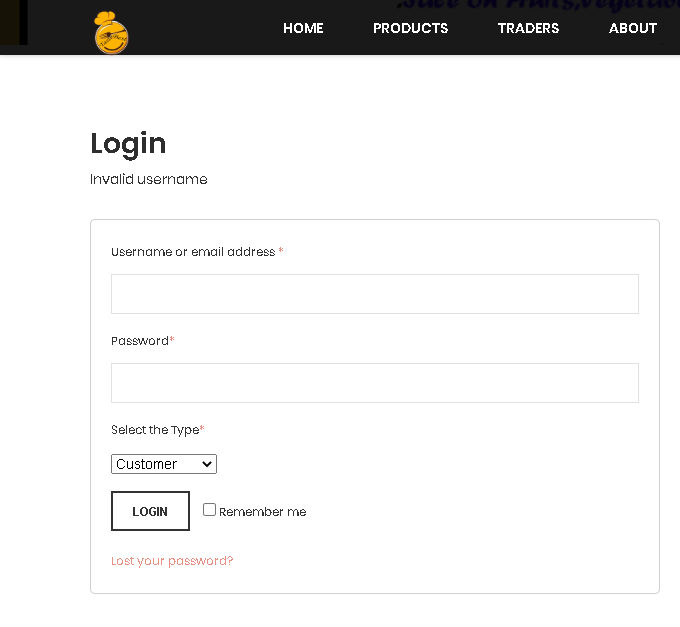 HOME PRODUCTS TRADERS ABOUT
Login
Invalid username
Username or email address *
Password*
Select the Type*
Customer
LOGIN Remember me
Lost your password?